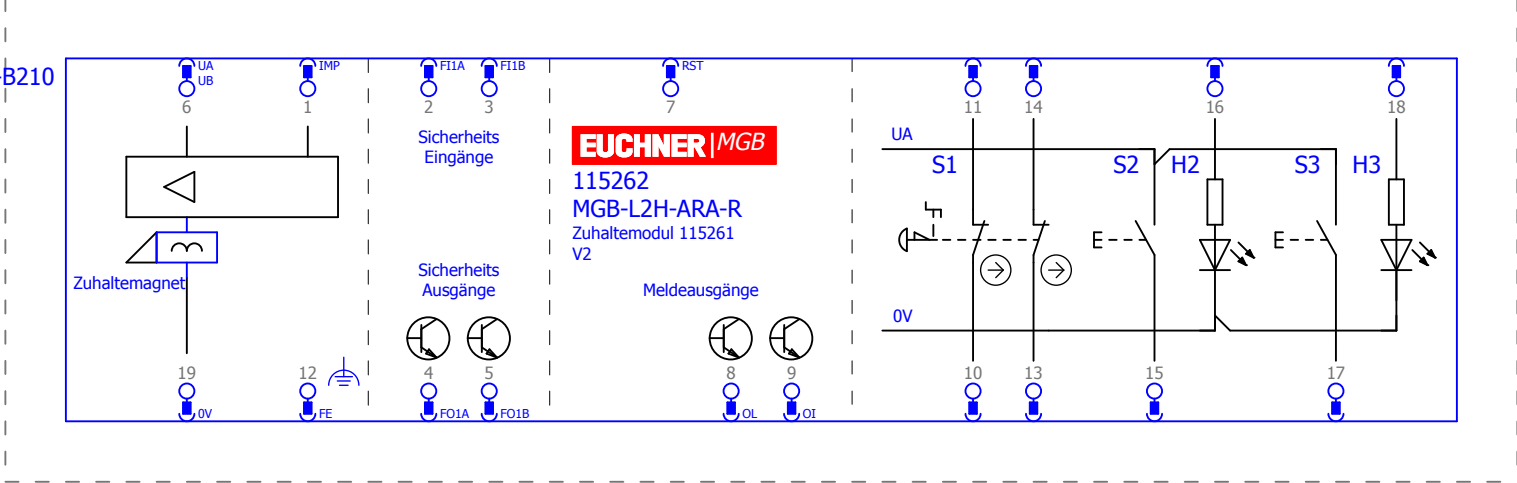 -B210
UA
UB
IMP
FI1A
FI1B
RST
6
1
2
3
7
11
14
16
18
Sicherheits
Eingänge
EUCHNER|MGB
115262
MGB-L2H-ARA-R
Zuhaltemodul 115261
V2
UA
S1
S2
H2
S3
H3
Zuhaltemagnet
Sicherheits
Ausgänge
Meldeausgänge
0V
19
12
4
5
8
9
10
13
15
17
0V
FE
FO1A
FO1B
OL
OI